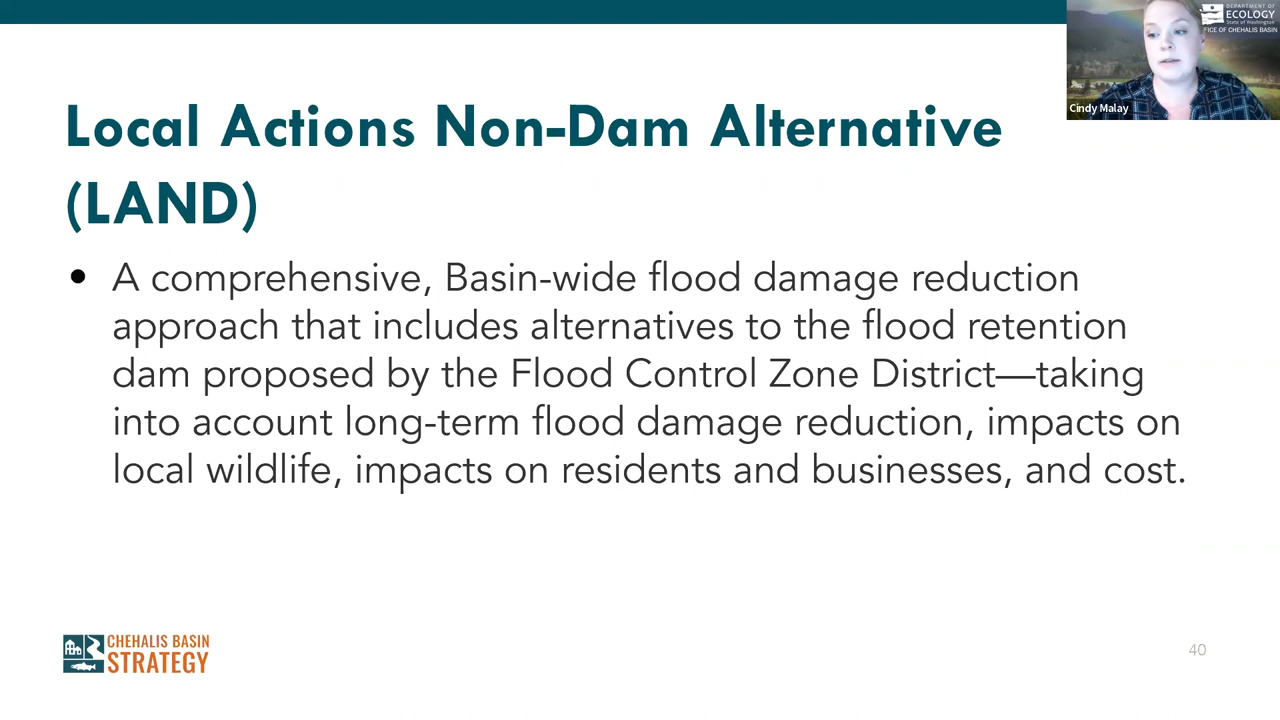 DEPARTMENT OF
ECOLOGY
State of Washington
FICE OF CHEHALIS BASIN
Cindy Malay
Local Actions Non-Dam Alternative
(LAND)
• A comprehensive, Basin-wide flood damage reduction
approach that includes alternatives to the flood retention
dam proposed by the Flood Control Zone District—taking
into account long-term flood damage reduction, impacts on
local wildlife, impacts on residents and businesses, and cost.
CHEHALIS BASIN
STRATEGY
40